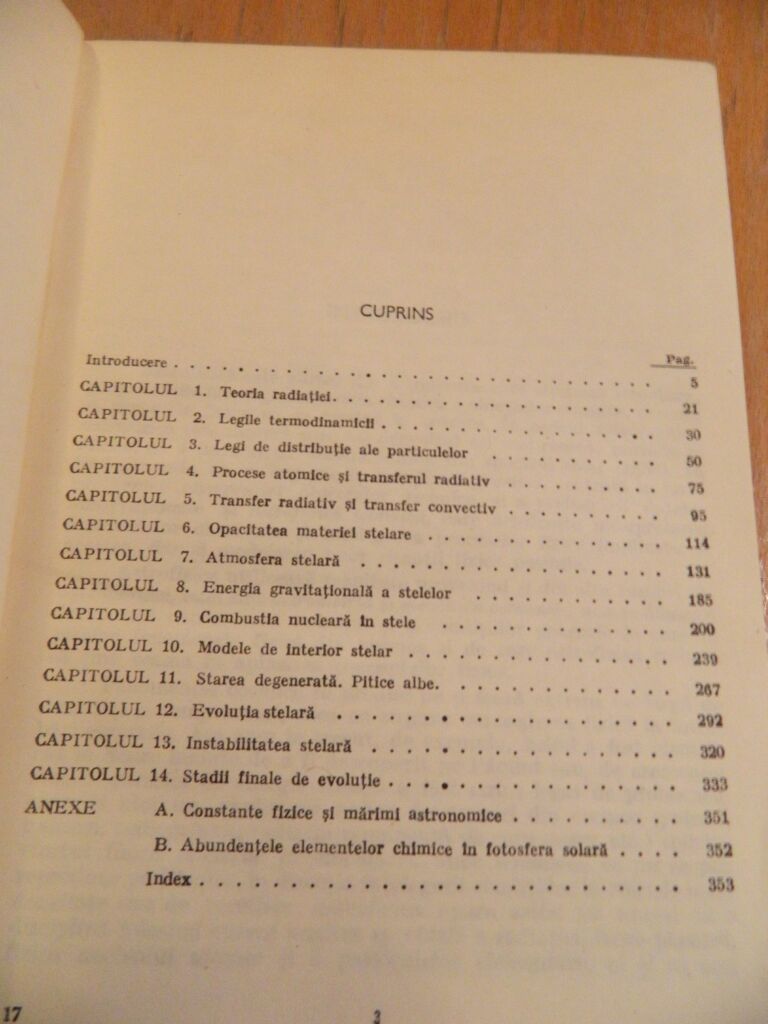 CUPRINS
Pag.
Introducere . . . . . . . . . . . . . . . . . . . . . . . . . 5
CAPITOLUL 1. Teoria radiației. . . . . . . . . . . . . . . . . . 21
CAPITOLUL 2. Legile termodinamicii . . . . . . . . . . . . . . . 30
CAPITOLUL 3. Legi de distribuție ale particulelor . . . . . . . . . 50
CAPITOLUL 4. Procese atomice și transferul radiativ . . . . . . . . 75
CAPITOLUL 5. Transfer radiativ și transfer convectiv . . . . . . . . 95
CAPITOLUL 6. Opacitatea materiei stelare . . . . . . . . . . . . . 114
CAPITOLUL 7. Atmosfera stelară . . . . . . . . . . . . . . . . 131
CAPITOLUL 8. Energia gravitațională a stelelor . . . . . . . . . . 185
CAPITOLUL 9. Combustia nucleară în stele . . . . . . . . . . . . 200
CAPITOLUL 10. Modele de interior stelar . . . . . . . . . . . . . 239
CAPITOLUL 11. Starea degenerată. Pitice albe. . . . . . . . . . . . 267
CAPITOLUL 12. Evoluția stelară . . . . . . . . . . . . . . . . . 292
CAPITOLUL 13. Instabilitatea stelară . . . . . . . . . . . . . . . 320
CAPITOLUL 14. Stadii finale de evoluție . . . . . . . . . . . . . . 333
ANEXE A. Constante fizice și mărimi astronomice . . . . . . . . . 351
B. Abundențele elementelor chimice în fotosfera solară . . . . 352
Index . . . . . . . . . . . . . . . . . . . . . . . . . 353
17
3